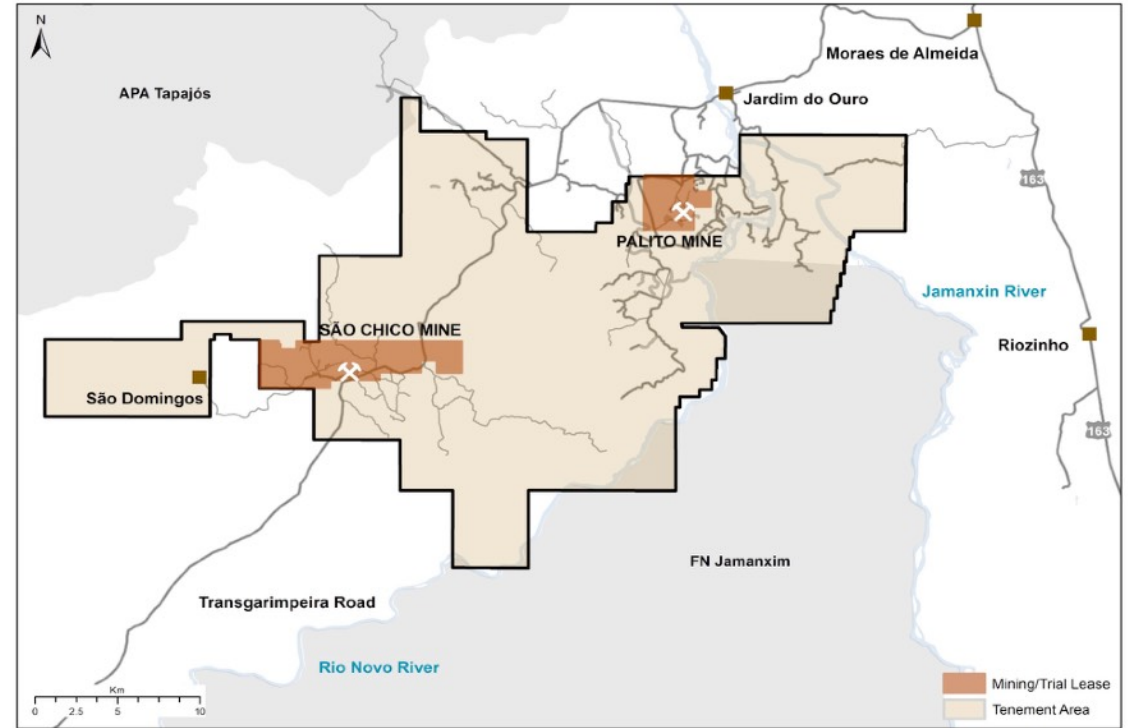 N
APA Tapajós
Moraes de Almeida
Jardim do Ouro
163
PALITO MINE
Jamanxin River
SÃO CHICO MINE
Riozinho
São Domingos
163
FN Jamanxim
Transgarimpeira Road
Rio Novo River
Km
0 2.5 5 10
Mining/Trial Lease
Tenement Area